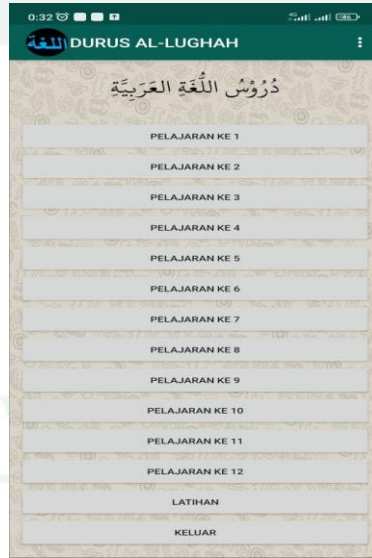 0:32
46
اللغة DURUS AL-LUGHAH
دُرُوْسُ اللُّغَةِ العَرَبِيَّةِ
PELAJARAN KE 1
PELAJARAN KE 2
PELAJARAN KE 3
PELAJARAN KE 4
PELAJARAN KE 5
PELAJARAN KE 6
PELAJARAN KE 7
PELAJARAN KE 8
PELAJARAN KE 9
PELAJARAN KE 10
PELAJARAN KE 11
PELAJARAN KE 12
LATIHAN
KELUAR